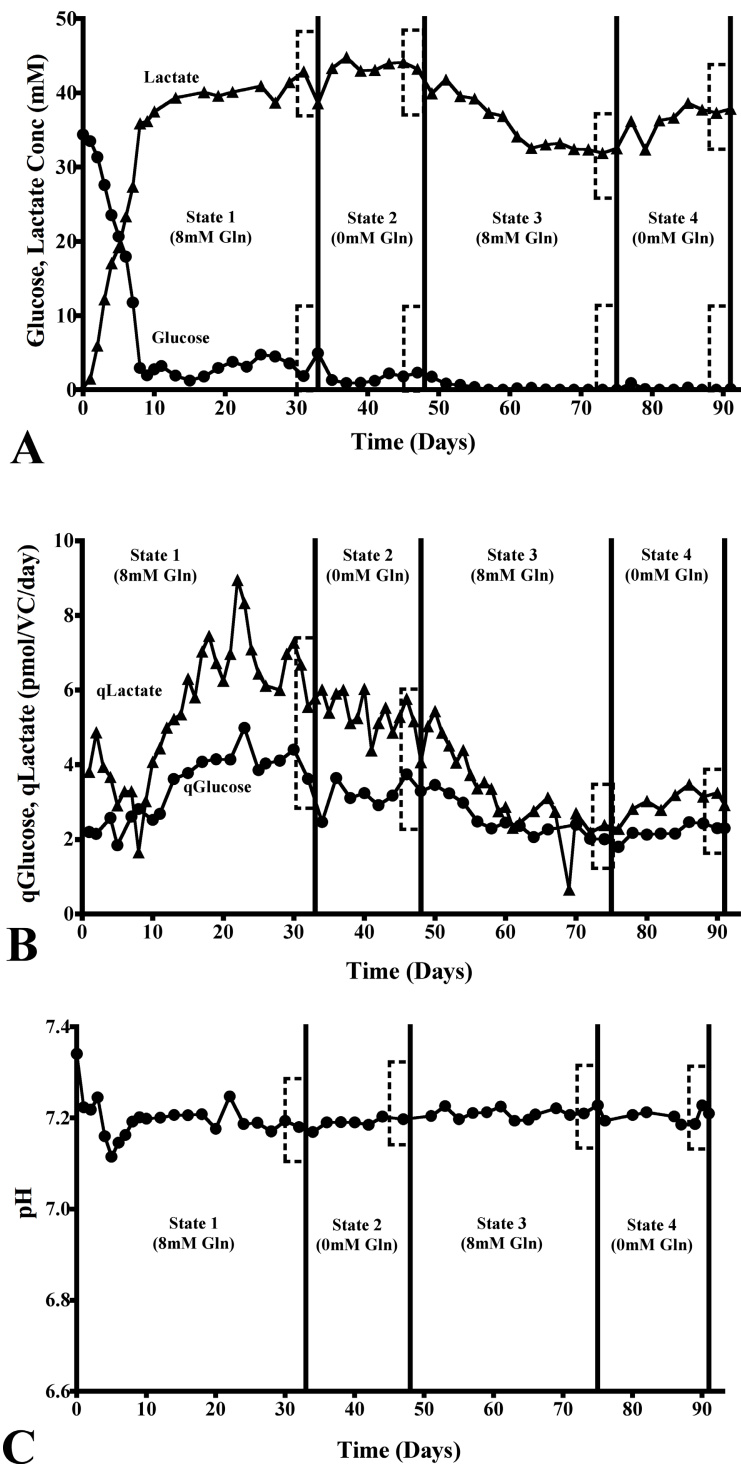 50
40
30
20
10
0
Glucose, Lactate Conc (mM)
Lactate
Glucose
State 1
(8mM Gln)
State 2
(0mM Gln)
State 3
(8mM Gln)
State 4
(0mM Gln)
0 10 20 30 40 50 60 70 80 90
Time (Days)
A
10
8
6
4
2
0
qGlucose, qLactate (pmol/VC/day)
State 1
(8mM Gln)
State 2
(0mM Gln)
State 3
(8mM Gln)
State 4
(0mM Gln)
qLactate
qGlucose
0 10 20 30 40 50 60 70 80 90
Time (Days)
B
7.4
7.2
7.0
6.8
6.6
pH
State 1
(8mM Gln)
State 2
(0mM Gln)
State 3
(8mM Gln)
State 4
(0mM Gln)
0 10 20 30 40 50 60 70 80 90
Time (Days)
C